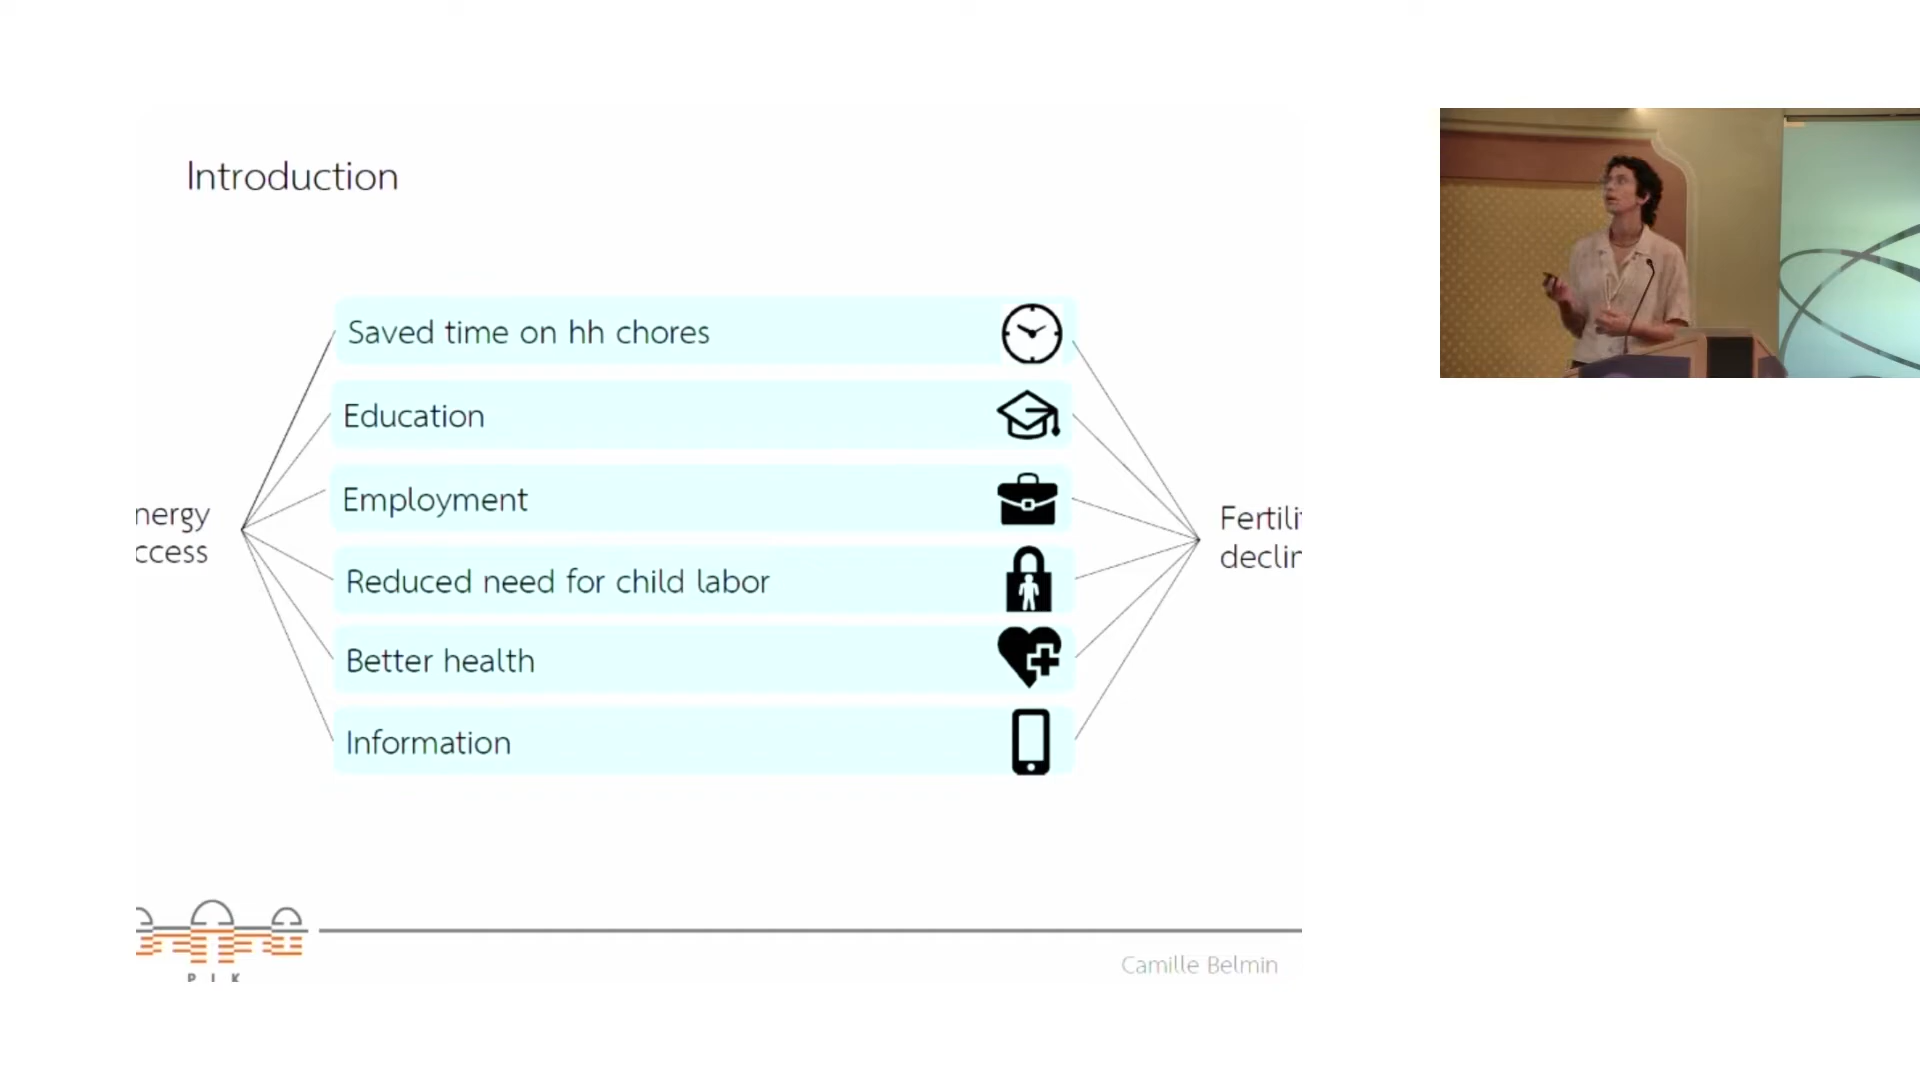 Introduction
Saved time on hh chores
Education
Employment
nergy
ccess
Fertili
declin
Reduced need for child labor
Better health
Information
P I K
Camille Belmin